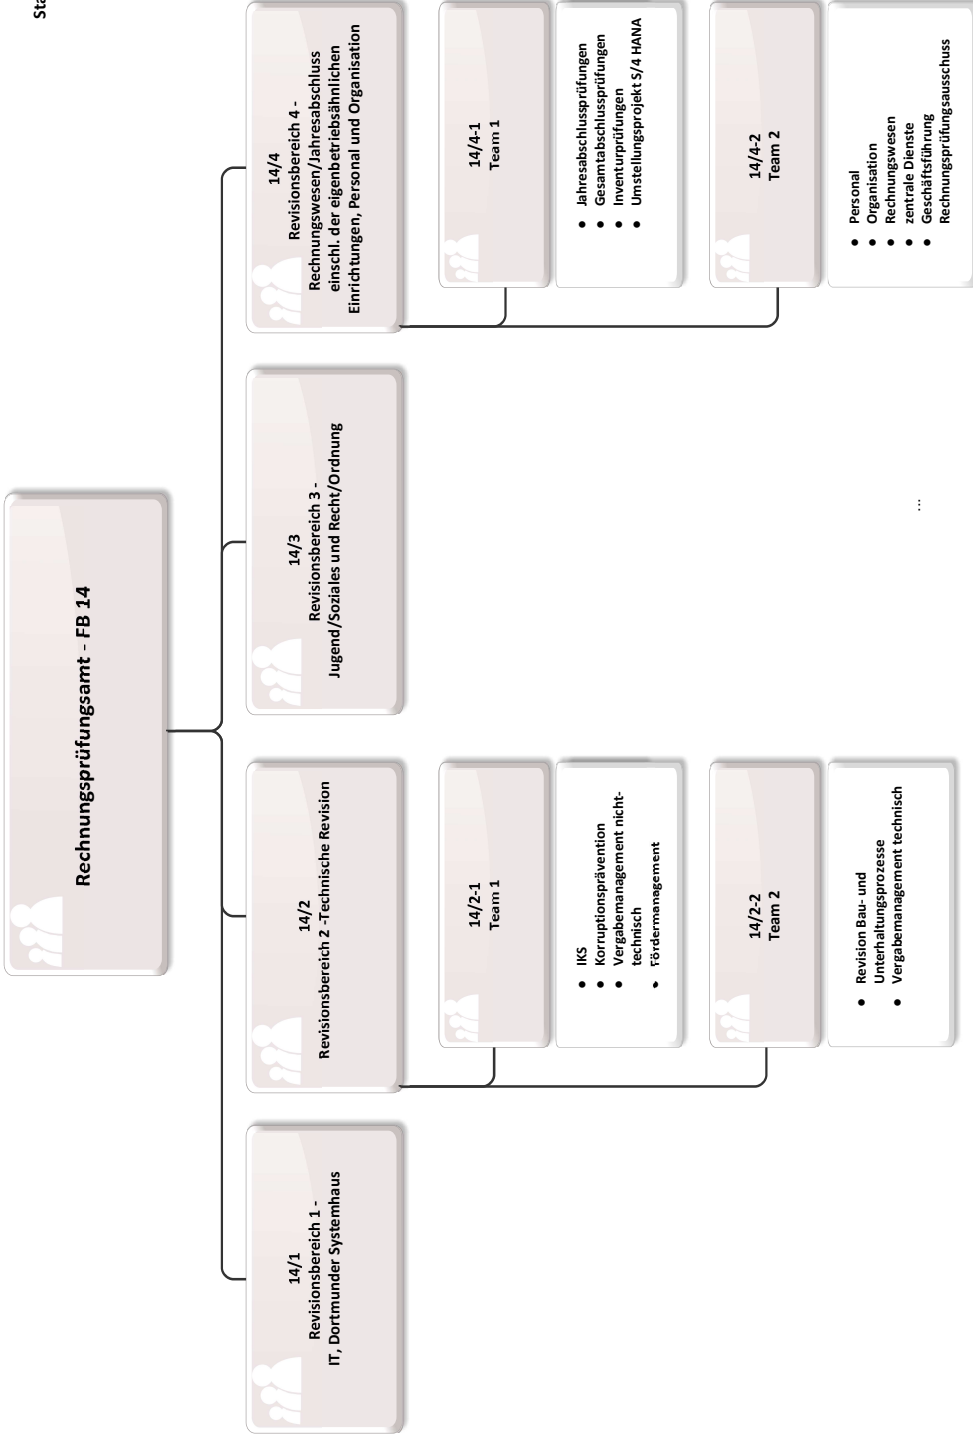 Rechnungsprüfungsamt - FB 14
14/1
Revisionsbereich 1 -
IT, Dortmunder Systemhaus
14/2
Revisionsbereich 2 -Technische Revision
14/2-1
Team 1
• IKS
• Korruptionsprävention
• Vergabemanagement nicht-
technisch
• Fördermanagement
14/2-2
Team 2
• Revision Bau- und
Unterhaltungsprozesse
• Vergabemanagement technisch
14/3
Revisionsbereich 3 -
Jugend/Soziales und Recht/Ordnung
14/4
Revisionsbereich 4 -
Rechnungswesen/Jahresabschluss
einschl. der eigenbetriebsähnlichen
Einrichtungen, Personal und Organisation
14/4-1
Team 1
• Jahresabschlussprüfungen
• Gesamtabschlussprüfungen
• Inventurprüfungen
• Umstellungsprojekt S/4 HANA
14/4-2
Team 2
• Personal
• Organisation
• Rechnungswesen
• zentrale Dienste
• Geschäftsführung
Rechnungsprüfungsausschuss
...